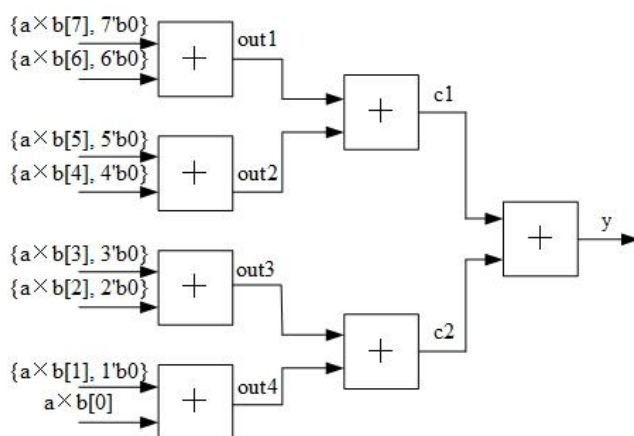 {a×b[7], 7'b0}
{a×b[6], 6'b0}
+
out1
{a×b[5], 5'b0}
{a×b[4], 4'b0}
+
out2
+
c1
{a×b[3], 3'b0}
{a×b[2], 2'b0}
+
out3
{a×b[1], 1'b0}
a×b[0]
+
out4
+
c2
+
y